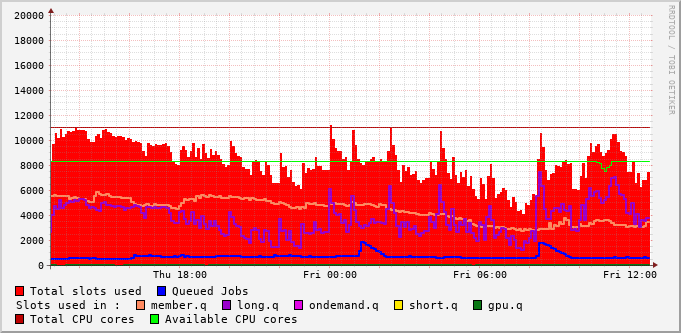 20000
18000
16000
14000
12000
10000
8000
6000
4000
2000
0
Thu 18:00 Fri 00:00 Fri 06:00 Fri 12:00
Total slots used Queued Jobs
Slots used in : member.q long.q ondemand.q short.q gpu.q
Total CPU cores Available CPU cores
RRDTOOL / TOBI OETIKER